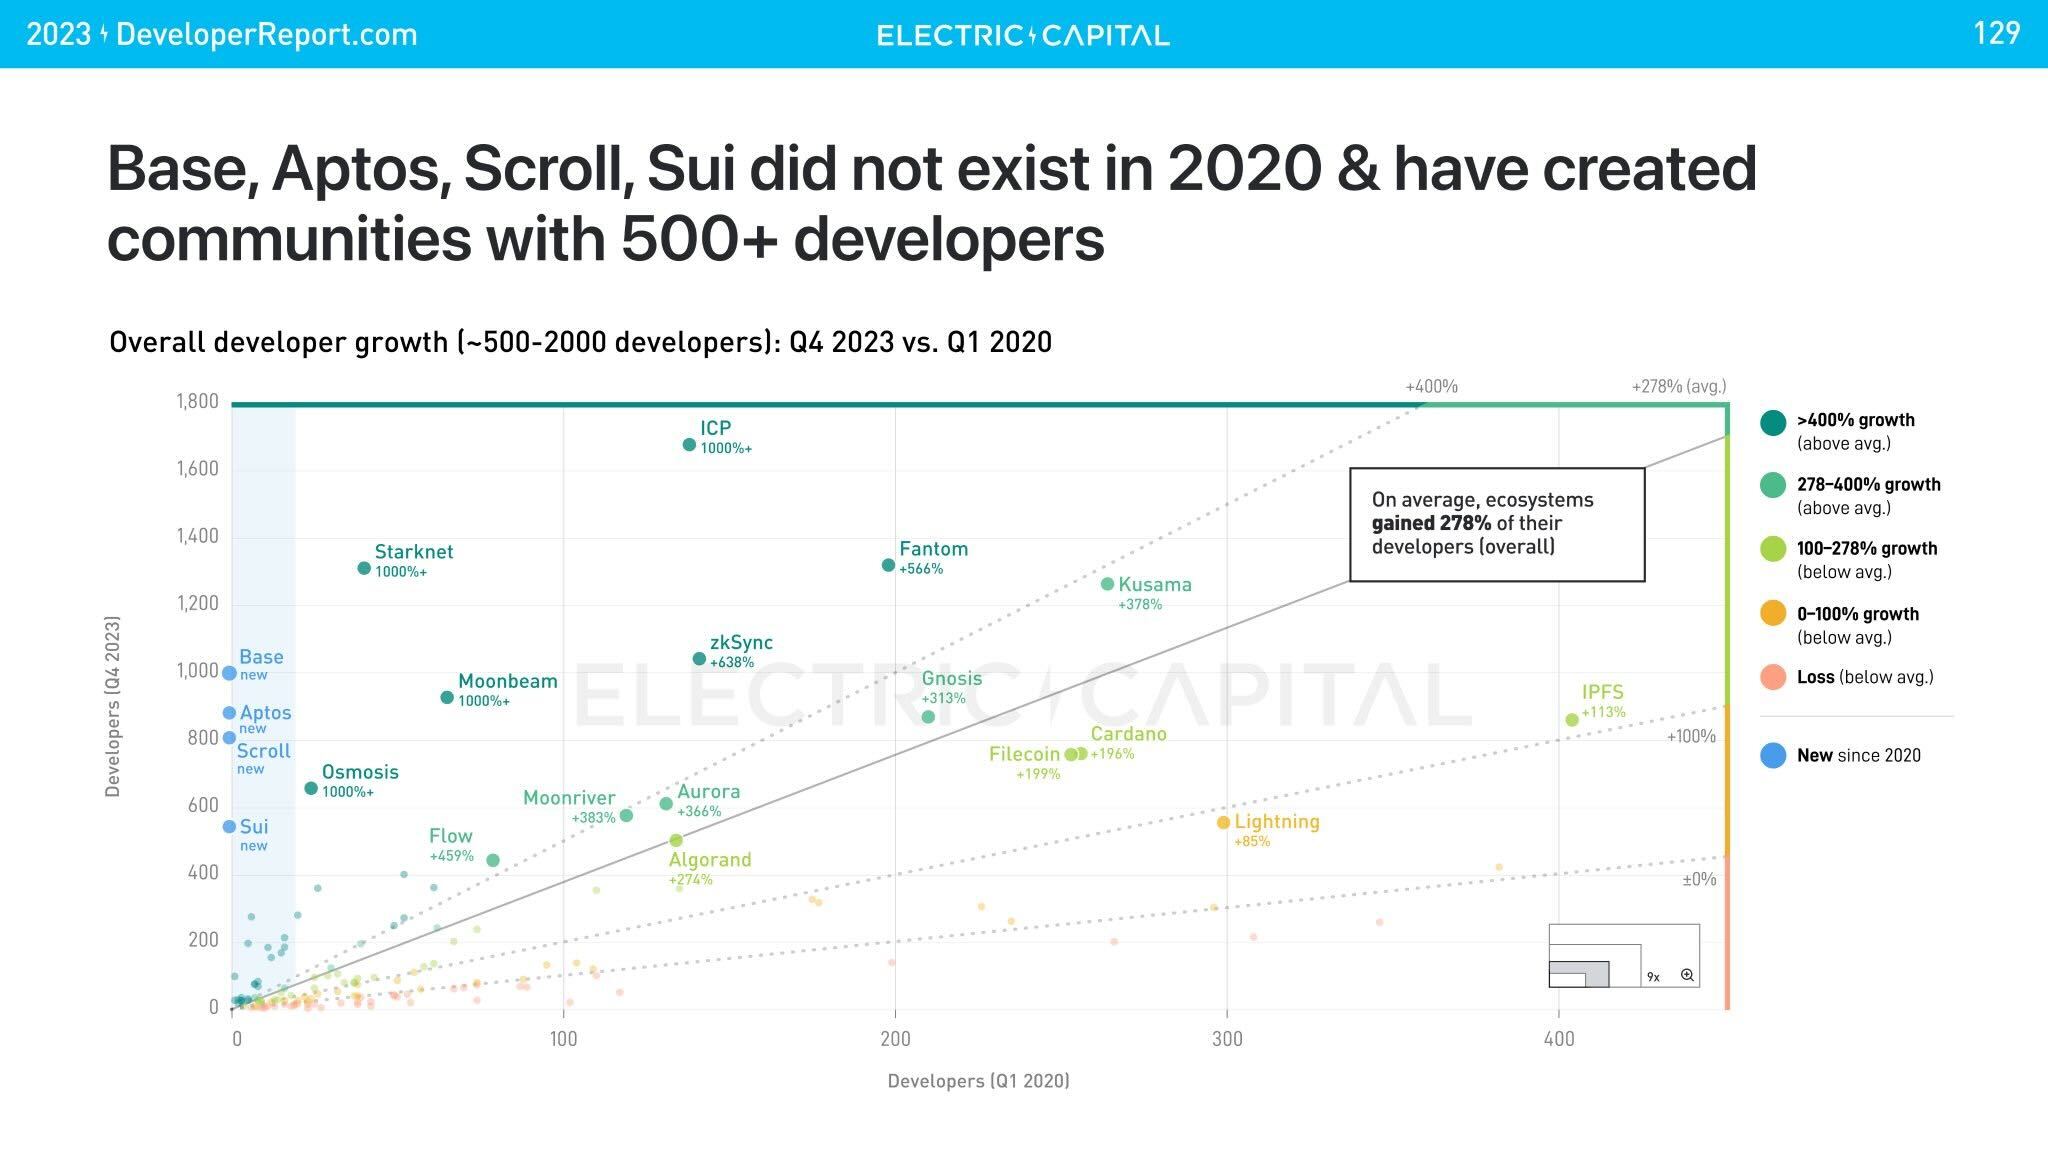 2023 DeveloperReport.com
ELECTRIC CAPITAL
129
Base, Aptos, Scroll, Sui did not exist in 2020 & have created
communities with 500+ developers
Overall developer growth (~500-2000 developers): Q4 2023 vs. Q1 2020
+400%
+278% (avg.)
1,800
1,600
1,400
1,200
1,000
800
600
400
200
0
Developers (Q4 2023)
ICP
1000%+
Starknet
1000%+
Fantom
+566%
Kusama
+378%
On average, ecosystems
gained 278% of their
developers (overall)
zkSync
+638%
Base
new
Moonbeam
1000%+
Gnosis
+313%
IPFS
+113%
Aptos
new
Scroll
new
Cardano
+196%
Filecoin
+199%
+100%
Osmosis
1000%+
Moonriver
+383%
Aurora
+366%
Sui
new
Flow
+459%
Algorand
+274%
Lightning
+85%
±0%
9x
ELECTRIC CAPITAL
0
100
200
300
400
Developers (Q1 2020)
>400% growth
(above avg.)
278–400% growth
(above avg.)
100–278% growth
(below avg.)
0–100% growth
(below avg.)
Loss (below avg.)
New since 2020